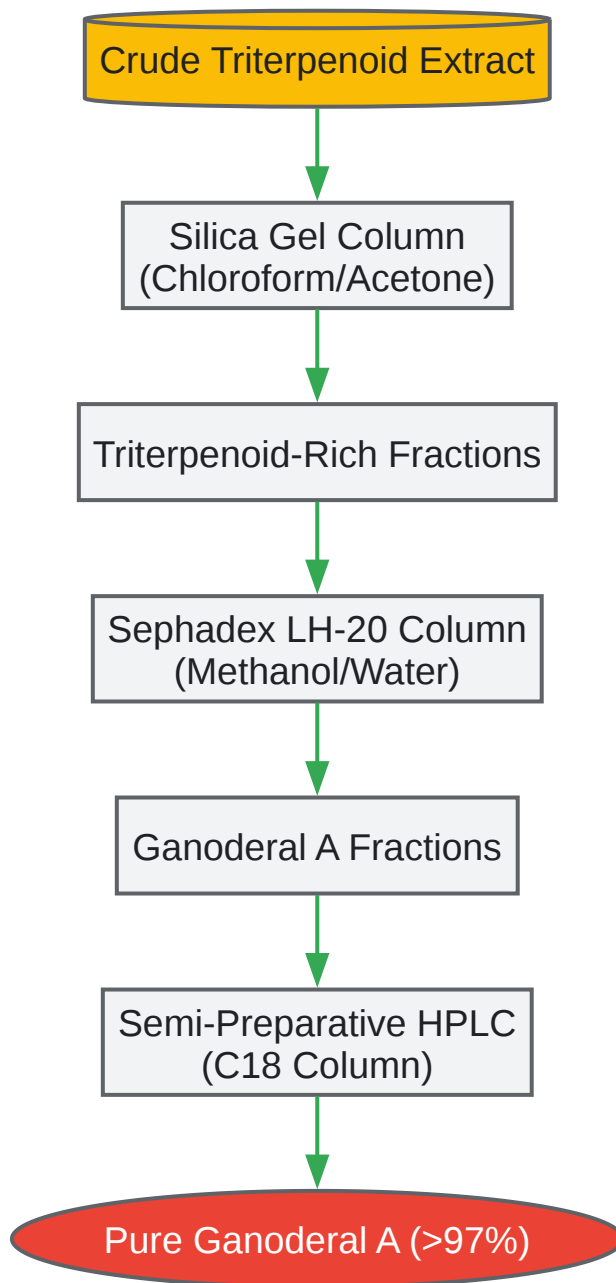 Crude Triterpenoid Extract
Silica Gel Column
(Chloroform/Acetone)
Triterpenoid-Rich Fractions
Sephadex LH-20 Column
(Methanol/Water)
Ganoderal A Fractions
Semi-Preparative HPLC
(C18 Column)
Pure Ganoderal A (>97%)